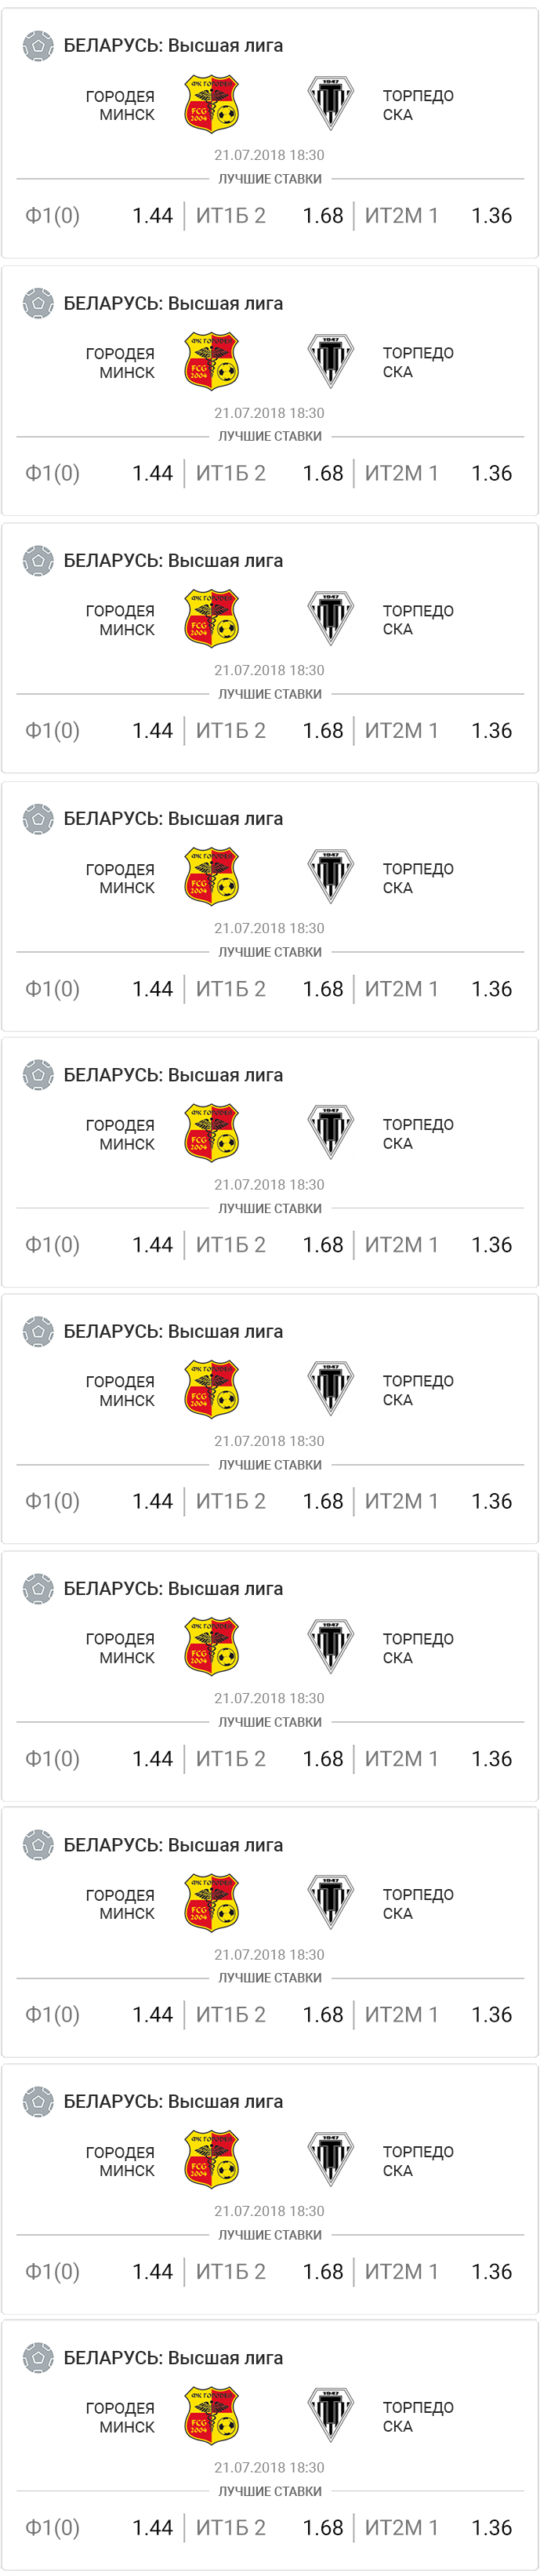 БЕЛАРУСЬ: Высшая лига
ГОРОДЕЯ МИНСК
ФК ГОРОДЕЯ
FCG
2004
1947
ТОРПЕДО СКА
21.07.2018 18:30
ЛУЧШИЕ СТАВКИ
Ф1(0) 1.44 ИТ1Б 2 1.68 ИТ2М 1 1.36
БЕЛАРУСЬ: Высшая лига
ГОРОДЕЯ МИНСК
ФК ГОРОДЕЯ
FCG
2004
1947
ТОРПЕДО СКА
21.07.2018 18:30
ЛУЧШИЕ СТАВКИ
Ф1(0) 1.44 ИТ1Б 2 1.68 ИТ2М 1 1.36
БЕЛАРУСЬ: Высшая лига
ГОРОДЕЯ МИНСК
ФК ГОРОДЕЯ
FCG
2004
1947
ТОРПЕДО СКА
21.07.2018 18:30
ЛУЧШИЕ СТАВКИ
Ф1(0) 1.44 ИТ1Б 2 1.68 ИТ2М 1 1.36
БЕЛАРУСЬ: Высшая лига
ГОРОДЕЯ МИНСК
ФК ГОРОДЕЯ
FCG
2004
1947
ТОРПЕДО СКА
21.07.2018 18:30
ЛУЧШИЕ СТАВКИ
Ф1(0) 1.44 ИТ1Б 2 1.68 ИТ2М 1 1.36
БЕЛАРУСЬ: Высшая лига
ГОРОДЕЯ МИНСК
ФК ГОРОДЕЯ
FCG
2004
1947
ТОРПЕДО СКА
21.07.2018 18:30
ЛУЧШИЕ СТАВКИ
Ф1(0) 1.44 ИТ1Б 2 1.68 ИТ2М 1 1.36
БЕЛАРУСЬ: Высшая лига
ГОРОДЕЯ МИНСК
ФК ГОРОДЕЯ
FCG
2004
1947
ТОРПЕДО СКА
21.07.2018 18:30
ЛУЧШИЕ СТАВКИ
Ф1(0) 1.44 ИТ1Б 2 1.68 ИТ2М 1 1.36
БЕЛАРУСЬ: Высшая лига
ГОРОДЕЯ МИНСК
ФК ГОРОДЕЯ
FCG
2004
1947
ТОРПЕДО СКА
21.07.2018 18:30
ЛУЧШИЕ СТАВКИ
Ф1(0) 1.44 ИТ1Б 2 1.68 ИТ2М 1 1.36
БЕЛАРУСЬ: Высшая лига
ГОРОДЕЯ МИНСК
ФК ГОРОДЕЯ
FCG
2004
1947
ТОРПЕДО СКА
21.07.2018 18:30
ЛУЧШИЕ СТАВКИ
Ф1(0) 1.44 ИТ1Б 2 1.68 ИТ2М 1 1.36
БЕЛАРУСЬ: Высшая лига
ГОРОДЕЯ МИНСК
ФК ГОРОДЕЯ
FCG
2004
1947
ТОРПЕДО СКА
21.07.2018 18:30
ЛУЧШИЕ СТАВКИ
Ф1(0) 1.44 ИТ1Б 2 1.68 ИТ2М 1 1.36
БЕЛАРУСЬ: Высшая лига
ГОРОДЕЯ МИНСК
ФК ГОРОДЕЯ
FCG
2004
1947
ТОРПЕДО СКА
21.07.2018 18:30
ЛУЧШИЕ СТАВКИ
Ф1(0) 1.44 ИТ1Б 2 1.68 ИТ2М 1 1.36